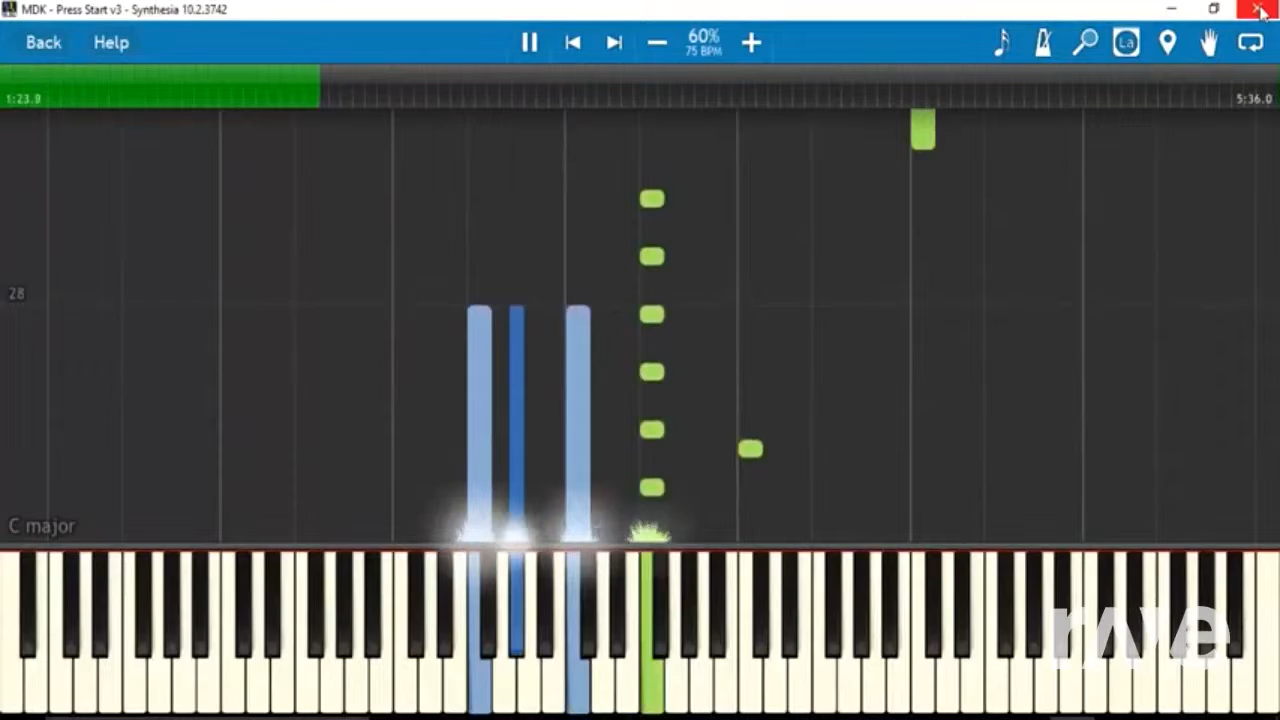 MDK - Press Start v3 - Synthesia 10.2.3742
Back Help
60%
75 BPM
La
1:23.9 5:36.0
28
C major
rave